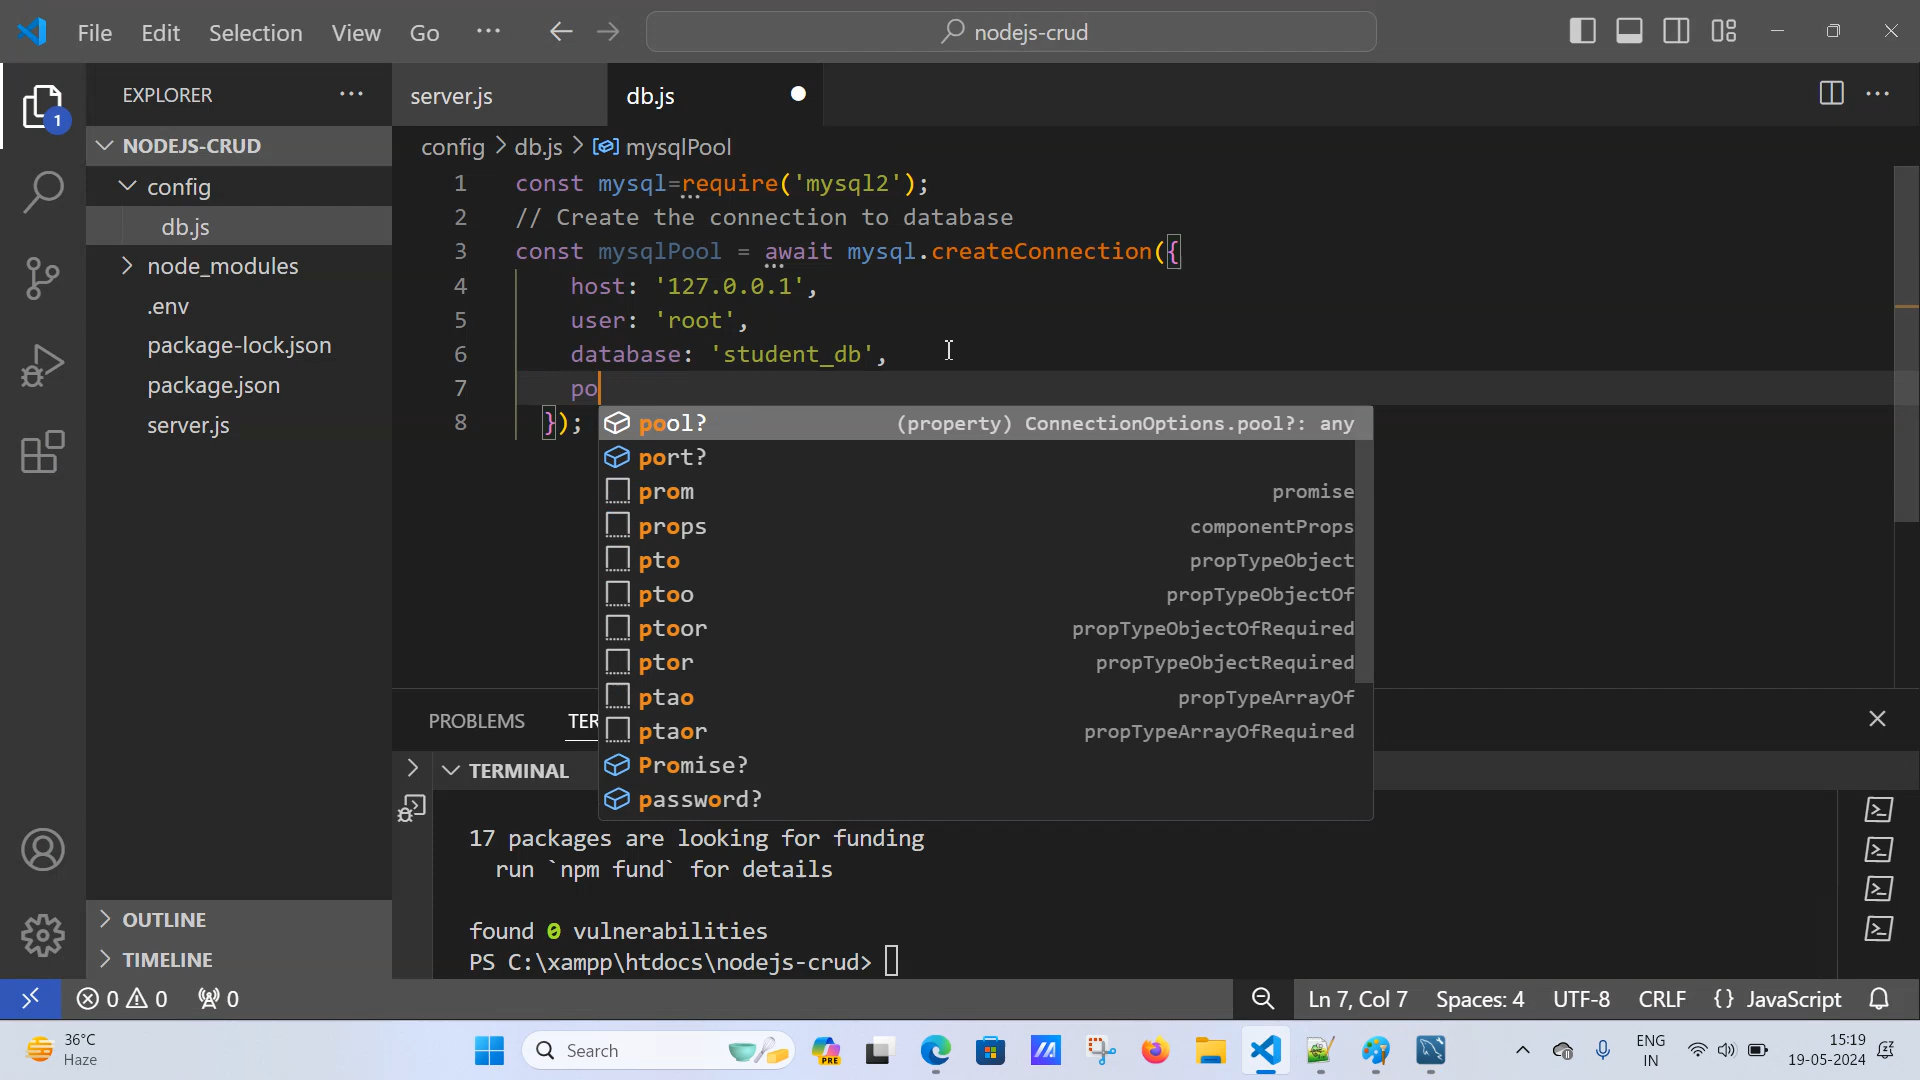 File Edit Selection View Go ··· nodejs-crud
EXPLORER ···
server.js
db.js
1
NODEJS-CRUD
config
db.js
node_modules
.env
package-lock.json
package.json
server.js
OUTLINE
TIMELINE
config > db.js > mysqlPool
1 const mysql=require('mysql2');
2 // Create the connection to database
3 const mysqlPool = await mysql.createConnection({
4 host: '127.0.0.1',
5 user: 'root',
6 database: 'student_db',
7 po
8 });
pool? (property) ConnectionOptions.pool?: any
port?
prom promise
props componentProps
pto propTypeObject
ptoo propTypeObjectOf
ptoor propTypeObjectOfRequired
ptor propTypeObjectRequired
ptao propTypeArrayOf
ptaor propTypeArrayOfRequired
Promise?
password?
PROBLEMS TER
TERMINAL
17 packages are looking for funding
run `npm fund` for details
found 0 vulnerabilities
PS C:\xampp\htdocs\nodejs-crud>
0 0 0 Ln 7, Col 7 Spaces: 4 UTF-8 CRLF {} JavaScript
36°C
Haze
Search
PRE
ENG
IN
15:19
19-05-2024